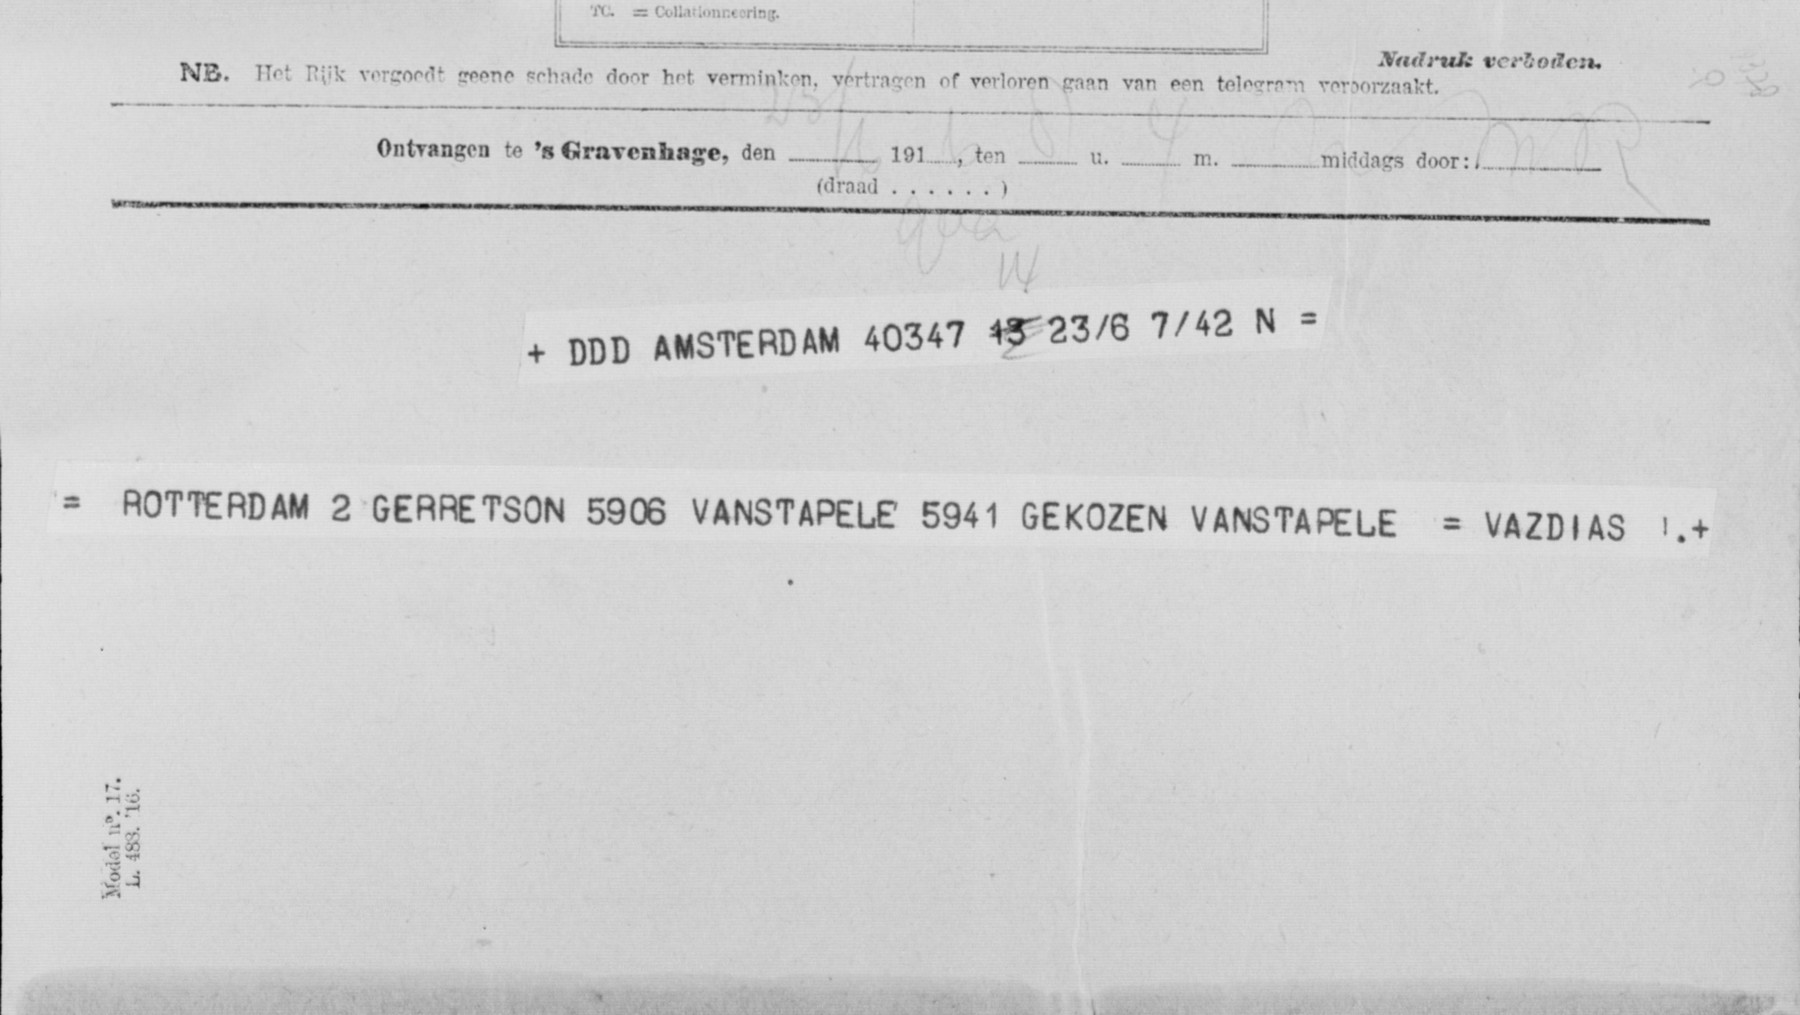 TC. = Collationneering.
Nadruk verboden.
NB. Het Rijk vergoedt geene schade door het verminken, vertragen of verloren gaan van een telegram veroorzaakt.
Ontvangen te 's Gravenhage, den 191 , ten u. m. middags door:
(draad . . . . . . )
14
+ DDD AMSTERDAM 40347 13 23/6 7/42 N =
= ROTTERDAM 2 GERRETSON 5906 VANSTAPELE 5941 GEKOZEN VANSTAPELE = VAZDIAS .+
Model nº. 17.
L. 483. '16.